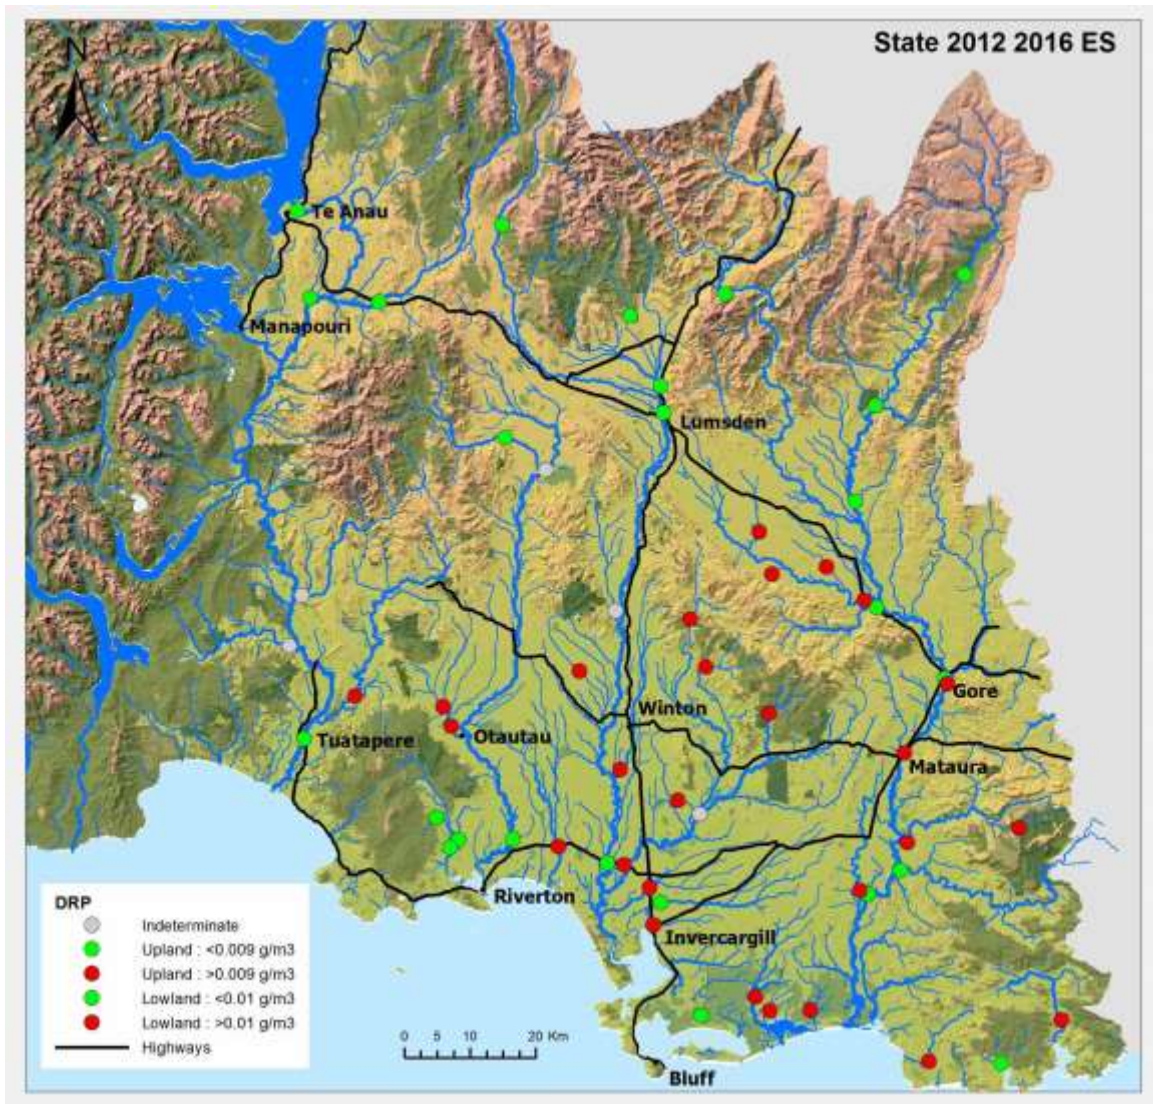 State 2012 2016 ES
N
Te Anau
Manapouri
Lumsden
Gore
Winton
Otautau
Tuatapere
Mataura
Riverton
Invercargill
Bluff
DRP
Indeterminate
Upland : <0.009 g/m3
Upland : >0.009 g/m3
Lowland : <0.01 g/m3
Lowland : >0.01 g/m3
Highways
0 5 10 20 Km